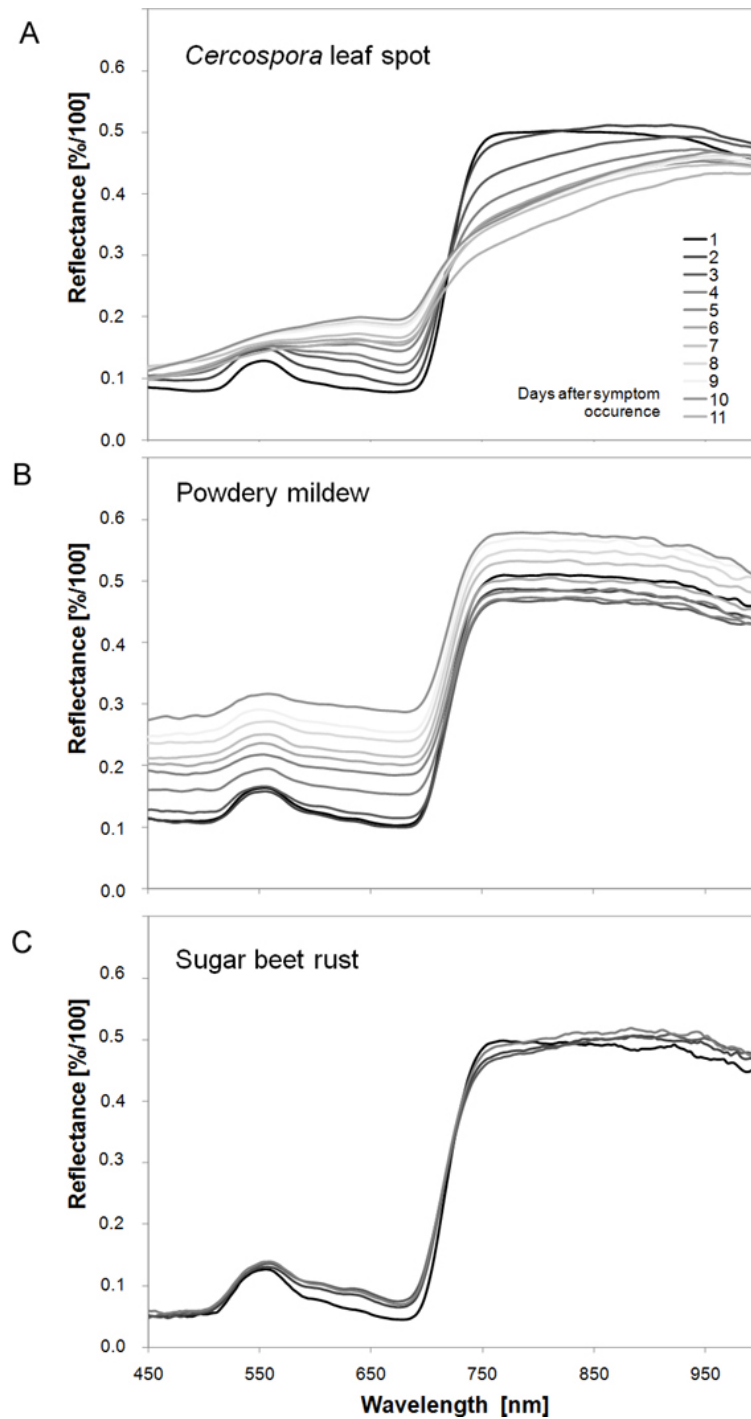 A
Cercospora leaf spot
Reflectance [%/100]
0.6
0.5
0.4
0.3
0.2
0.1
0.0
1
2
3
4
5
6
7
8
9
10
11
Days after symptom
occurence
B
Powdery mildew
Reflectance [%/100]
0.6
0.5
0.4
0.3
0.2
0.1
0.0
C
Sugar beet rust
Reflectance [%/100]
0.6
0.5
0.4
0.3
0.2
0.1
0.0
450 550 650 750 850 950
Wavelength [nm]